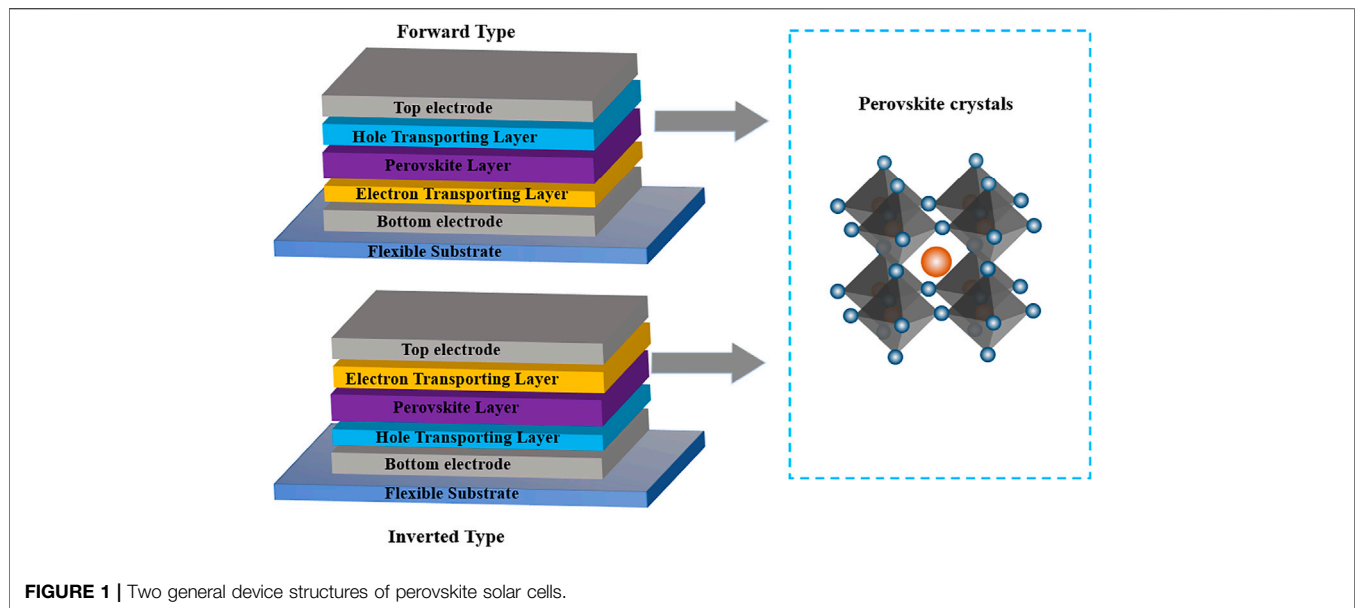 Forward Type
Top electrode
Hole Transporting Layer
Perovskite Layer
Electron Transporting Layer
Bottom electrode
Flexible Substrate
Top electrode
Electron Transporting Layer
Perovskite Layer
Hole Transporting Layer
Bottom electrode
Flexible Substrate
Inverted Type
Perovskite crystals
FIGURE 1 | Two general device structures of perovskite solar cells.